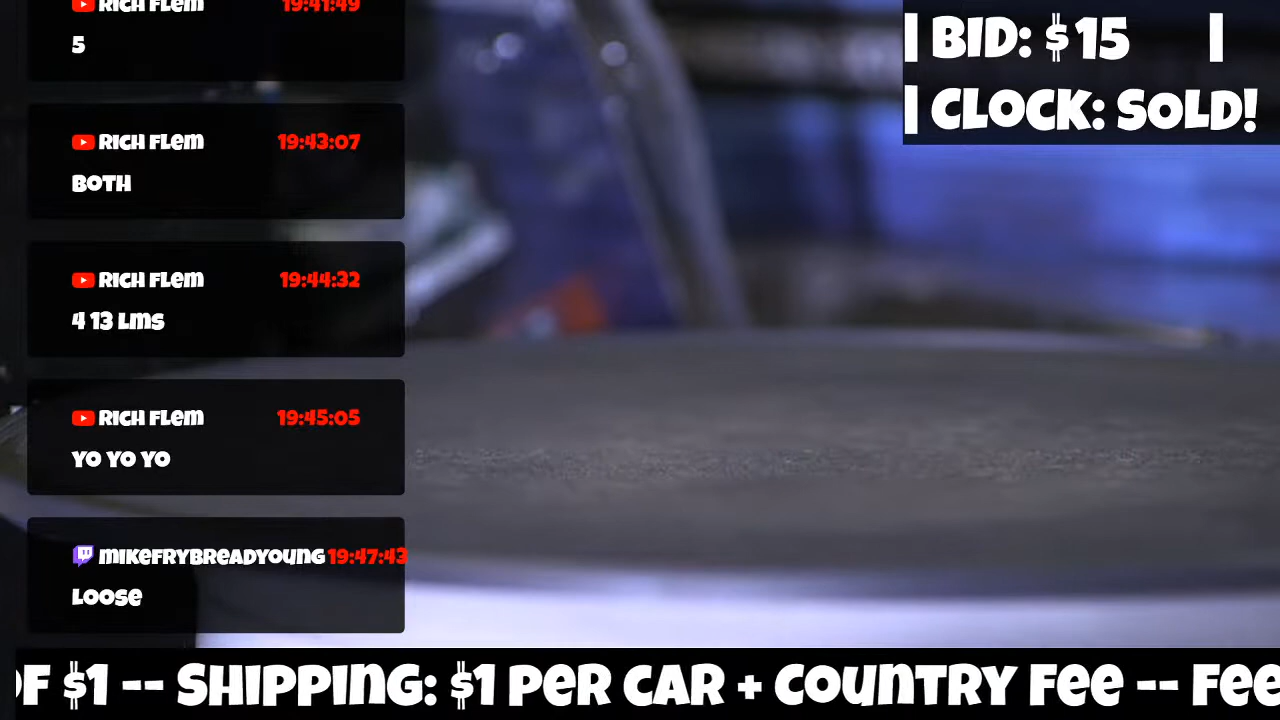 Rich Flem 19:41:49
5
Rich Flem 19:43:07
Both
Rich Flem 19:44:32
4 13 Lms
Rich Flem 19:45:05
Yo Yo Yo
mikefrybreadyoung 19:47:43
Loose
| BID: $15 |
| CLOCK: SOLD!
OF $1 -- Shipping: $1 per car + Country Fee -- Fee